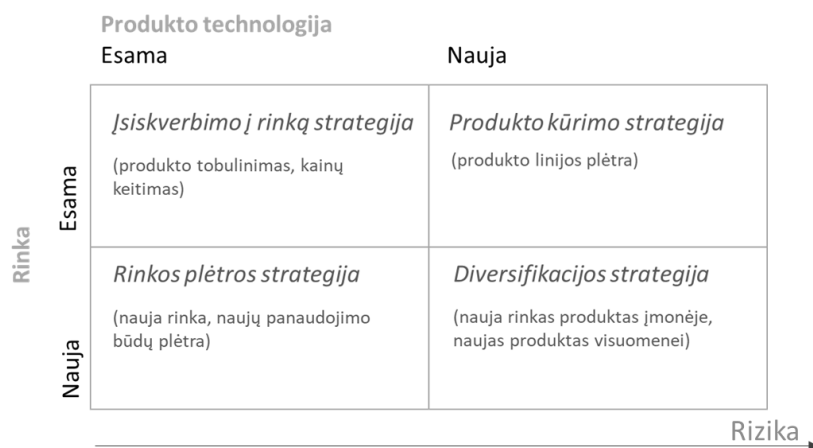 Produkto technologija
Esama
Nauja
Rinka
Esama
Įsiskverbimo į rinką strategija
(produkto tobulinimas, kainų
keitimas)
Produkto kūrimo strategija
(produkto linijos plėtra)
Nauja
Rinkos plėtros strategija
(nauja rinka, naujų panaudojimo
būdų plėtra)
Diversifikacijos strategija
(nauja rinkas produktas įmonėje,
naujas produktas visuomenei)
Rizika